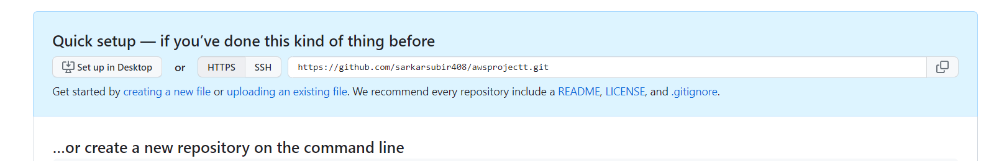 Quick setup — if you’ve done this kind of thing before
Set up in Desktop or HTTPS SSH https://github.com/sarkarsubir408/awsprojectt.git
Get started by creating a new file or uploading an existing file. We recommend every repository include a README, LICENSE, and .gitignore.
…or create a new repository on the command line